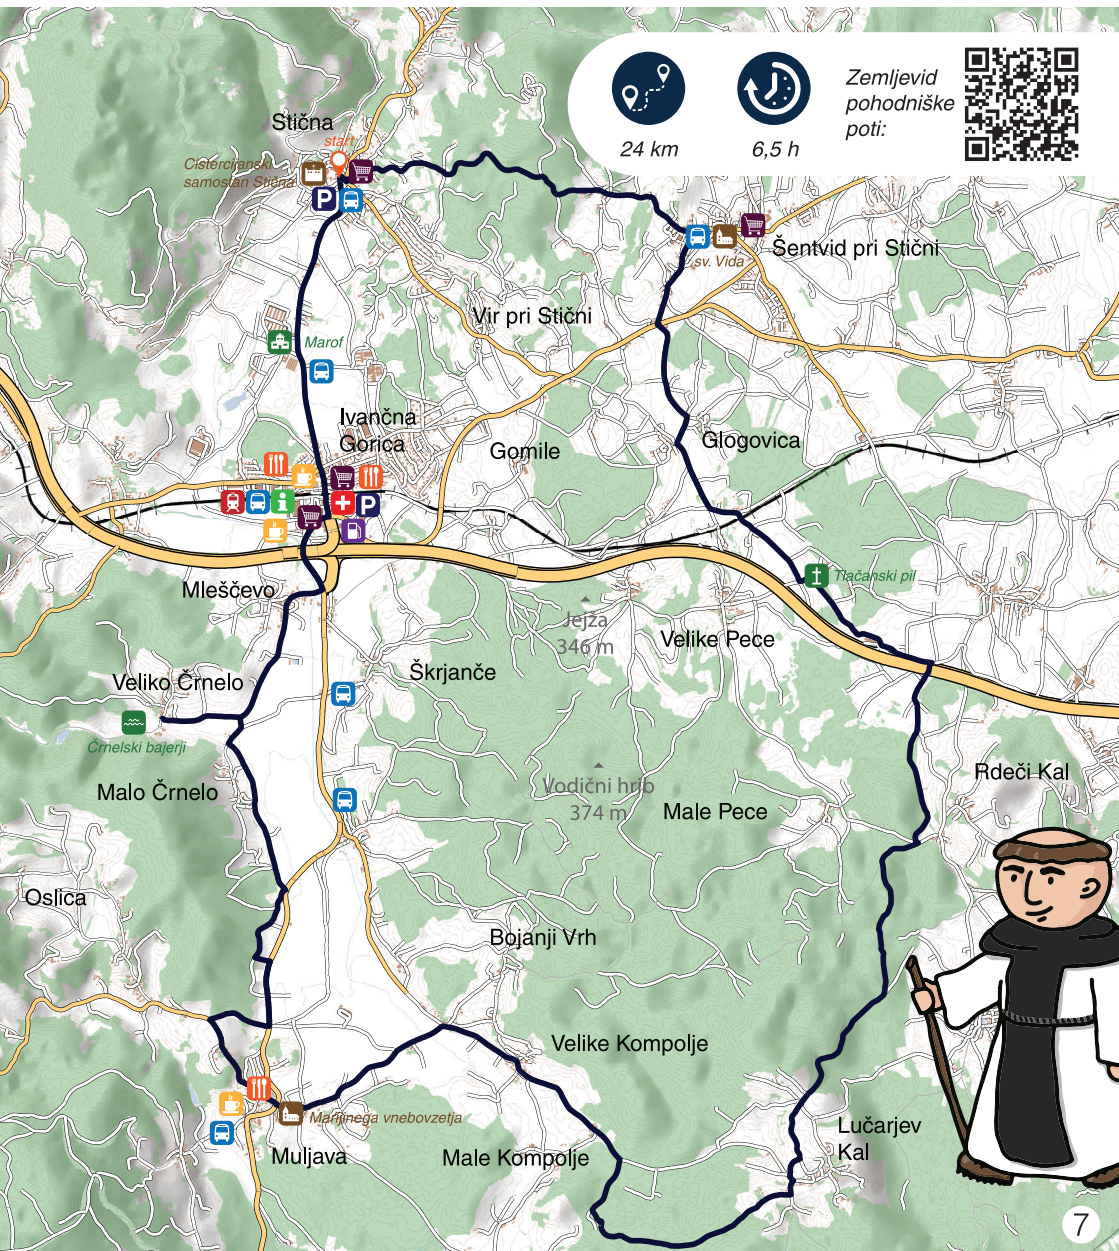 Zemljevid
pohodniške
poti:
24 km
6,5 h
Stična
start
Cistercijanski
samostan Stična
P
Šentvid pri Stični
sv. Vida
Vir pri Stični
Marof
Ivančna
Gorica
Gomile
Glogovica
i
P
Tlačanski pil
Mleščevo
Jejža
346 m
Velike Pece
Škrjanče
Veliko Črnelo
Črnelski bajerji
Malo Črnelo
Vodični hrib
374 m
Male Pece
Rdeči Kal
Oslica
Bojanji Vrh
Velike Kompolje
Marijinega vnebovzetja
Muljava
Male Kompolje
Lučarjev
Kal
7